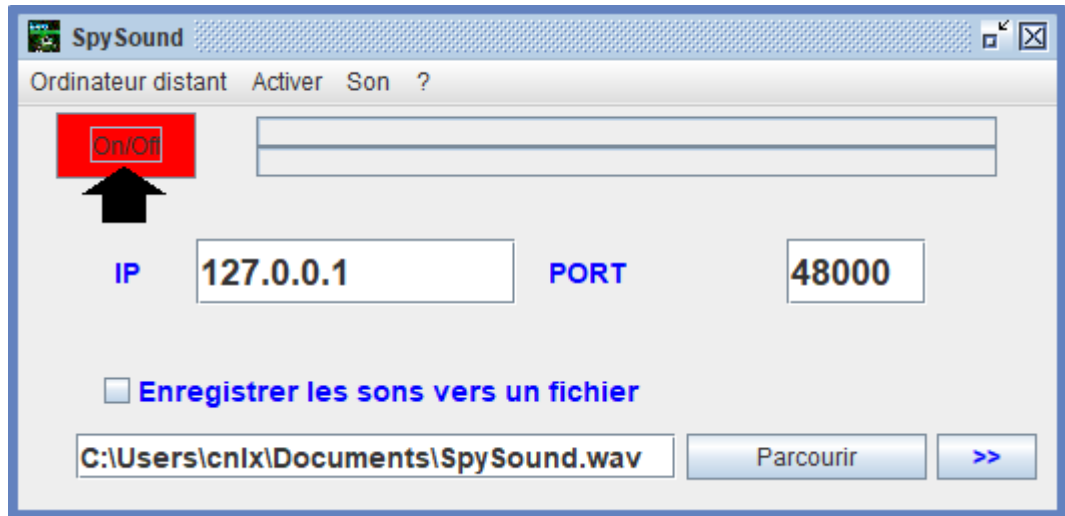 SpySound
Ordinateur distant Activer Son ?
On/Off
IP 127.0.0.1 PORT 48000
Enregistrer les sons vers un fichier
C:\Users\cnlx\Documents\SpySound.wav Parcourir >>